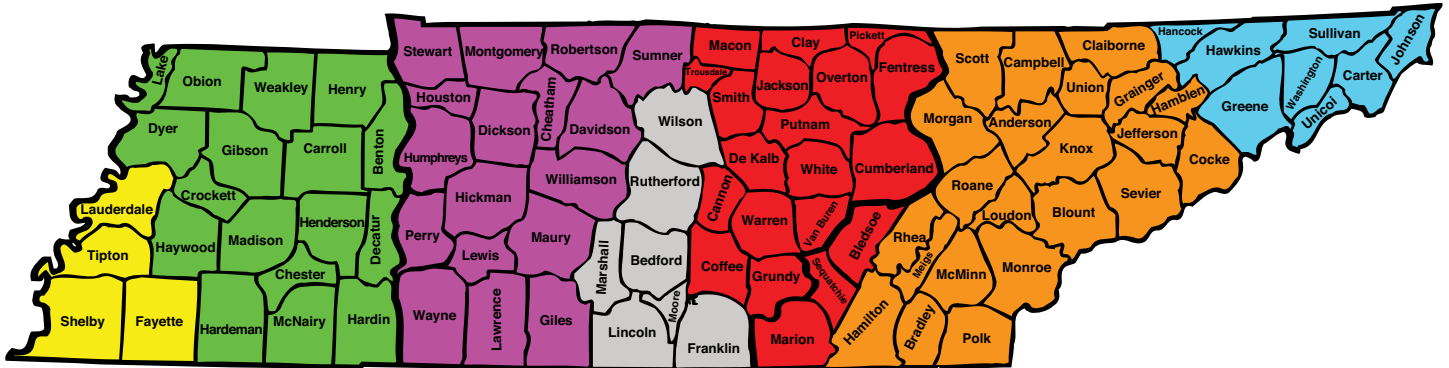 Lake
Obion
Weakley
Henry
Dyer
Gibson
Carroll
Benton
Lauderdale
Crockett
Tipton
Haywood
Madison
Henderson
Decatur
Chester
Shelby
Fayette
Hardeman
McNairy
Hardin
Stewart
Montgomery
Robertson
Sumner
Houston
Dickson
Cheatham
Davidson
Wilson
Humphreys
Hickman
Williamson
Rutherford
Perry
Lewis
Maury
Marshall
Bedford
Wayne
Lawrence
Giles
Lincoln
Moore
Franklin
Macon
Clay
Pickett
Trousdale
Smith
Jackson
Overton
Fentress
Putnam
De Kalb
White
Cumberland
Cannon
Warren
Van Buren
Bledsoe
Coffee
Grundy
Sequatchie
Marion
Scott
Campbell
Claiborne
Union
Grainger
Hamblen
Morgan
Anderson
Knox
Jefferson
Cocke
Roane
Loudon
Blount
Sevier
Rhea
Meigs
McMinn
Monroe
Hamilton
Bradley
Polk
Hancock
Hawkins
Sullivan
Johnson
Greene
Washington
Carter
Unicoi